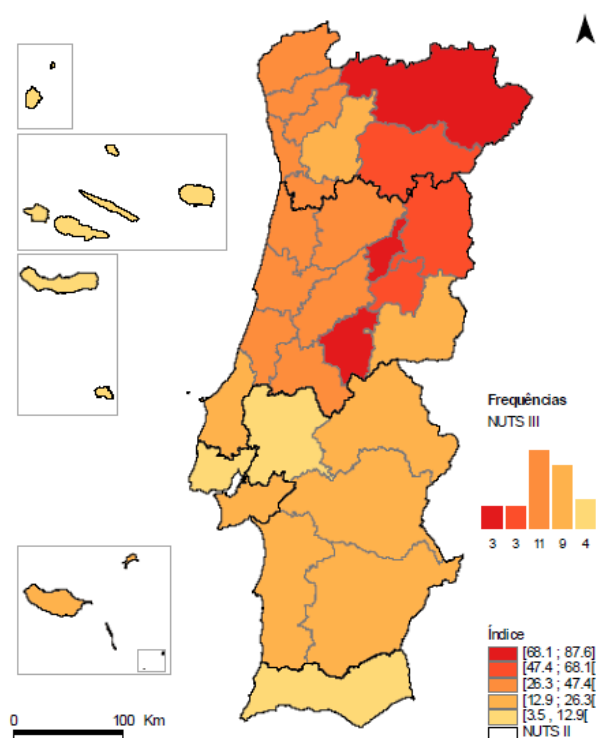 Frequências
NUTS III
3 3 11 9 4
Índice
[68.1 ; 87.6]
[47.4 ; 68.1[
[26.3 ; 47.4[
[12.9 ; 26.3[
[3.5 , 12.9[
NUTS II
0 100 Km